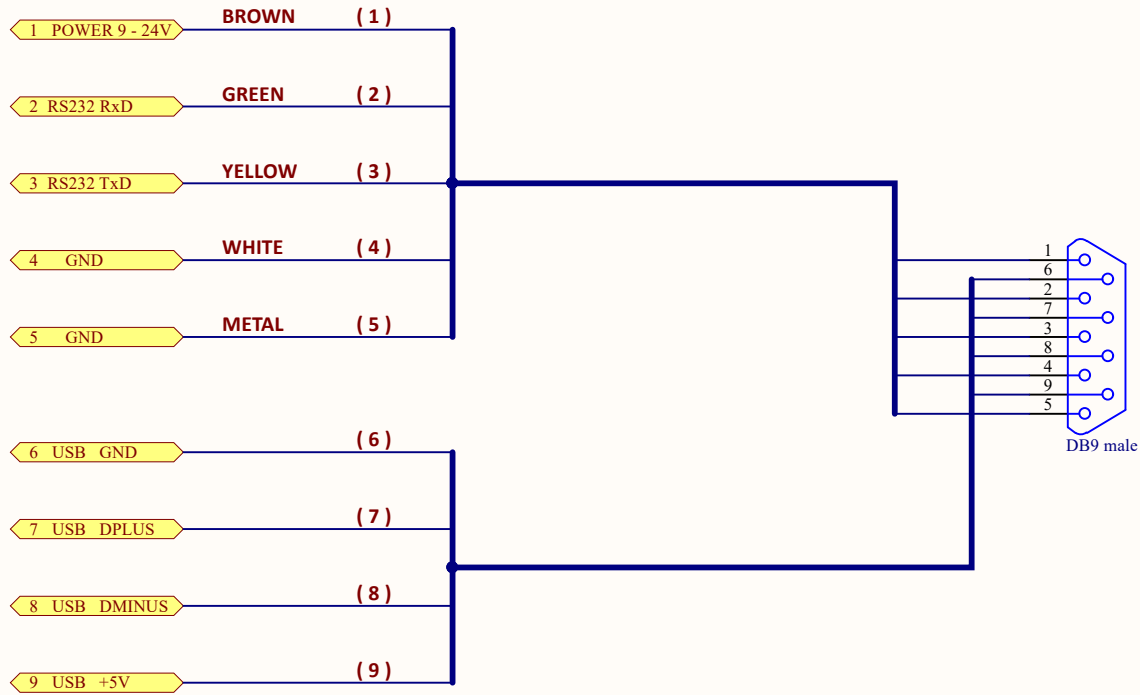 BROWN ( 1 )
1 POWER 9 - 24V
GREEN ( 2 )
2 RS232 RxD
YELLOW ( 3 )
3 RS232 TxD
WHITE ( 4 )
4 GND
METAL ( 5 )
5 GND
( 6 )
6 USB GND
( 7 )
7 USB DPLUS
( 8 )
8 USB DMINUS
( 9 )
9 USB +5V
1
6
2
7
3
8
4
9
5
DB9 male